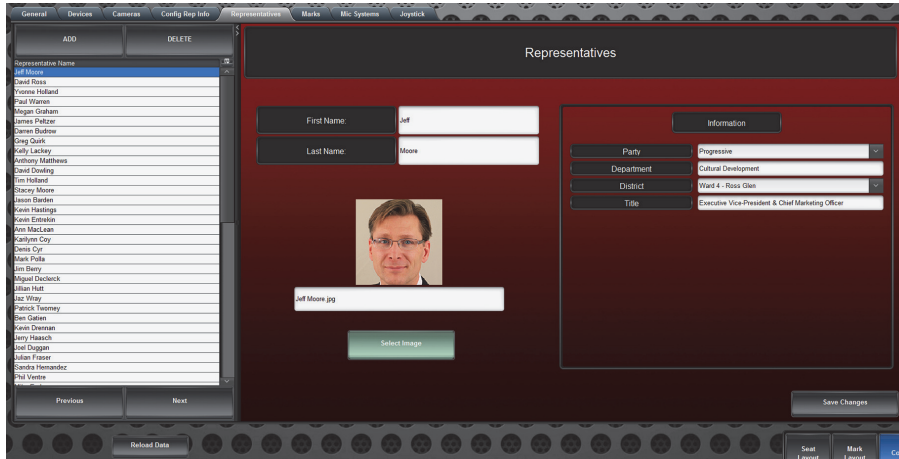 General Devices Cameras Config Rep Info Representatives Marks Mic Systems Joystick
ADD DELETE
Representative Name
Jeff Moore
David Ross
Yvonne Holland
Paul Warren
Megan Graham
James Peltzer
Darren Budrow
Greg Quirk
Kelly Lackey
Anthony Matthews
David Dowling
Tim Holland
Stacey Moore
Jason Barden
Kevin Hastings
Kevin Entrekin
Ann MacLean
Karilynn Coy
Denis Cyr
Mark Polla
Jim Berry
Miguel Declerck
Jillian Hutt
Jaz Wray
Patrick Twomey
Ben Gatien
Kevin Drennan
Jerry Haasch
Joel Duggan
Julian Fraser
Sandra Hernandez
Phil Ventre
Previous Next
Representatives
First Name: Jeff
Last Name: Moore
Jeff Moore.jpg
Select Image
Information
Party Progressive
Department Cultural Development
District Ward 4 - Ross Glen
Title Executive Vice-President & Chief Marketing Officer
Save Changes
Reload Data
Seat Layout
Mark Layout